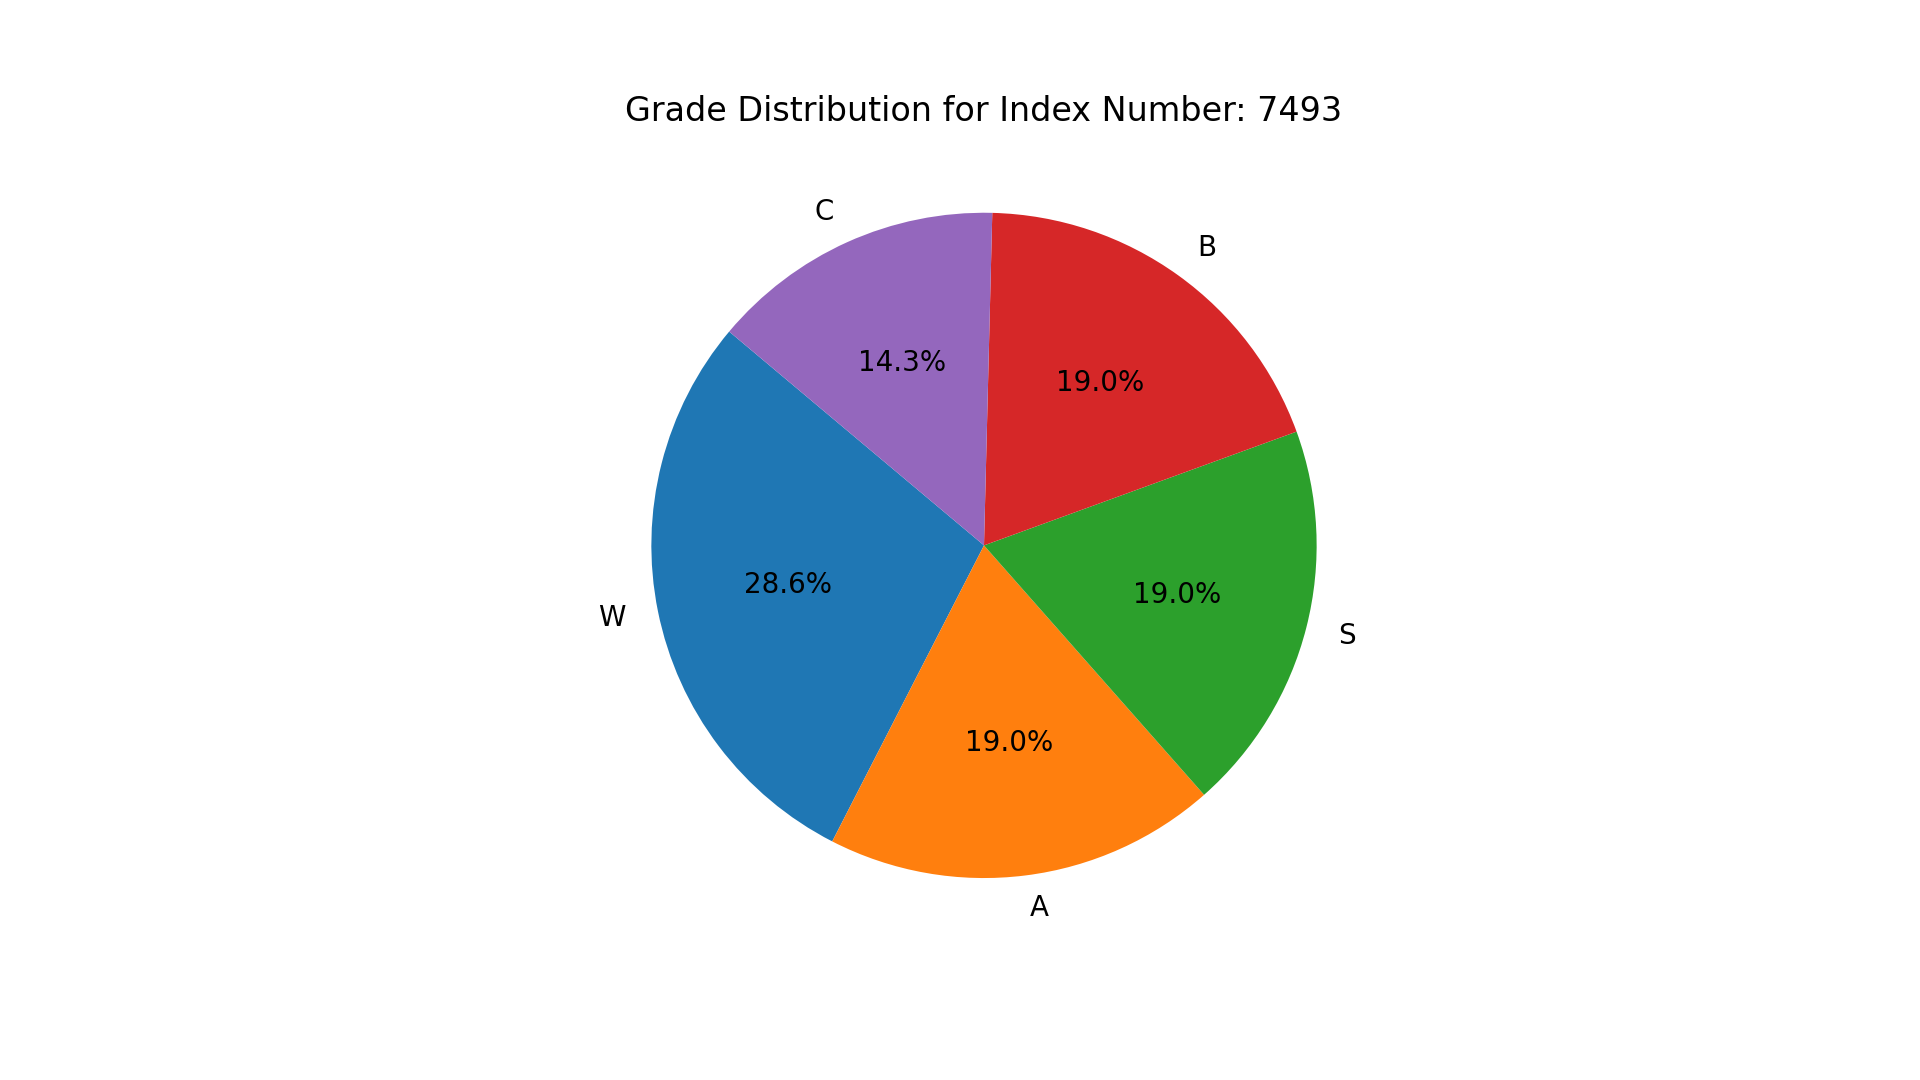 Grade Distribution for Index Number: 7493
C
B
14.3%
19.0%
28.6%
19.0%
W
S
19.0%
A